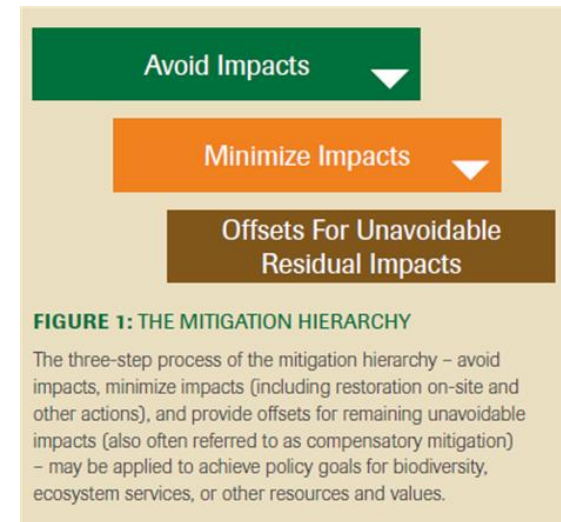 Avoid Impacts
Minimize Impacts
Offsets For Unavoidable
Residual Impacts
FIGURE 1: THE MITIGATION HIERARCHY
The three-step process of the mitigation hierarchy – avoid
impacts, minimize impacts (including restoration on-site and
other actions), and provide offsets for remaining unavoidable
impacts (also often referred to as compensatory mitigation)
– may be applied to achieve policy goals for biodiversity,
ecosystem services, or other resources and values.